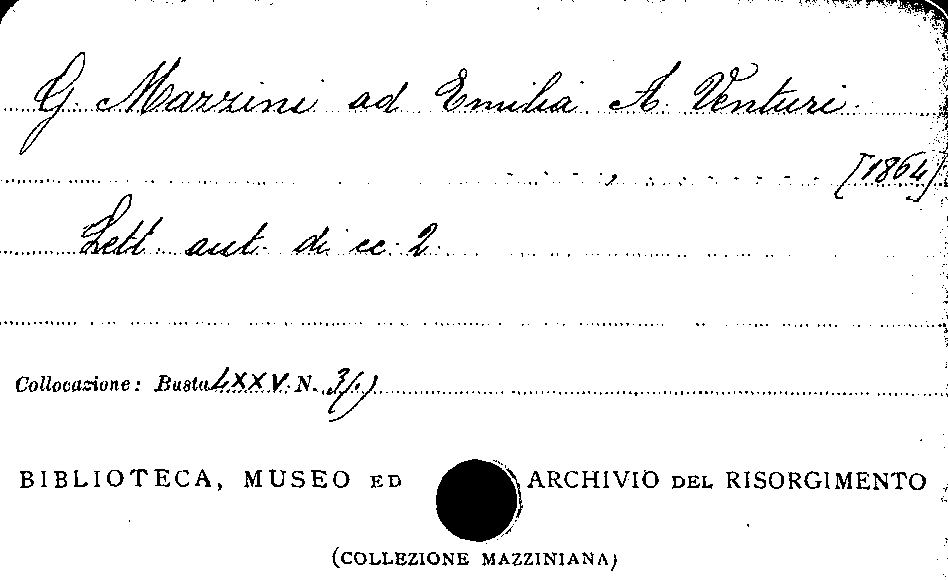 G. Mazzini ad Emilia A. Venturi.
[1864]
Lett. aut. di cc. 2.
Collocazione: Busta LXXV. N.
BIBLIOTECA, MUSEO ED ARCHIVIO DEL RISORGIMENTO
(COLLEZIONE MAZZINIANA)